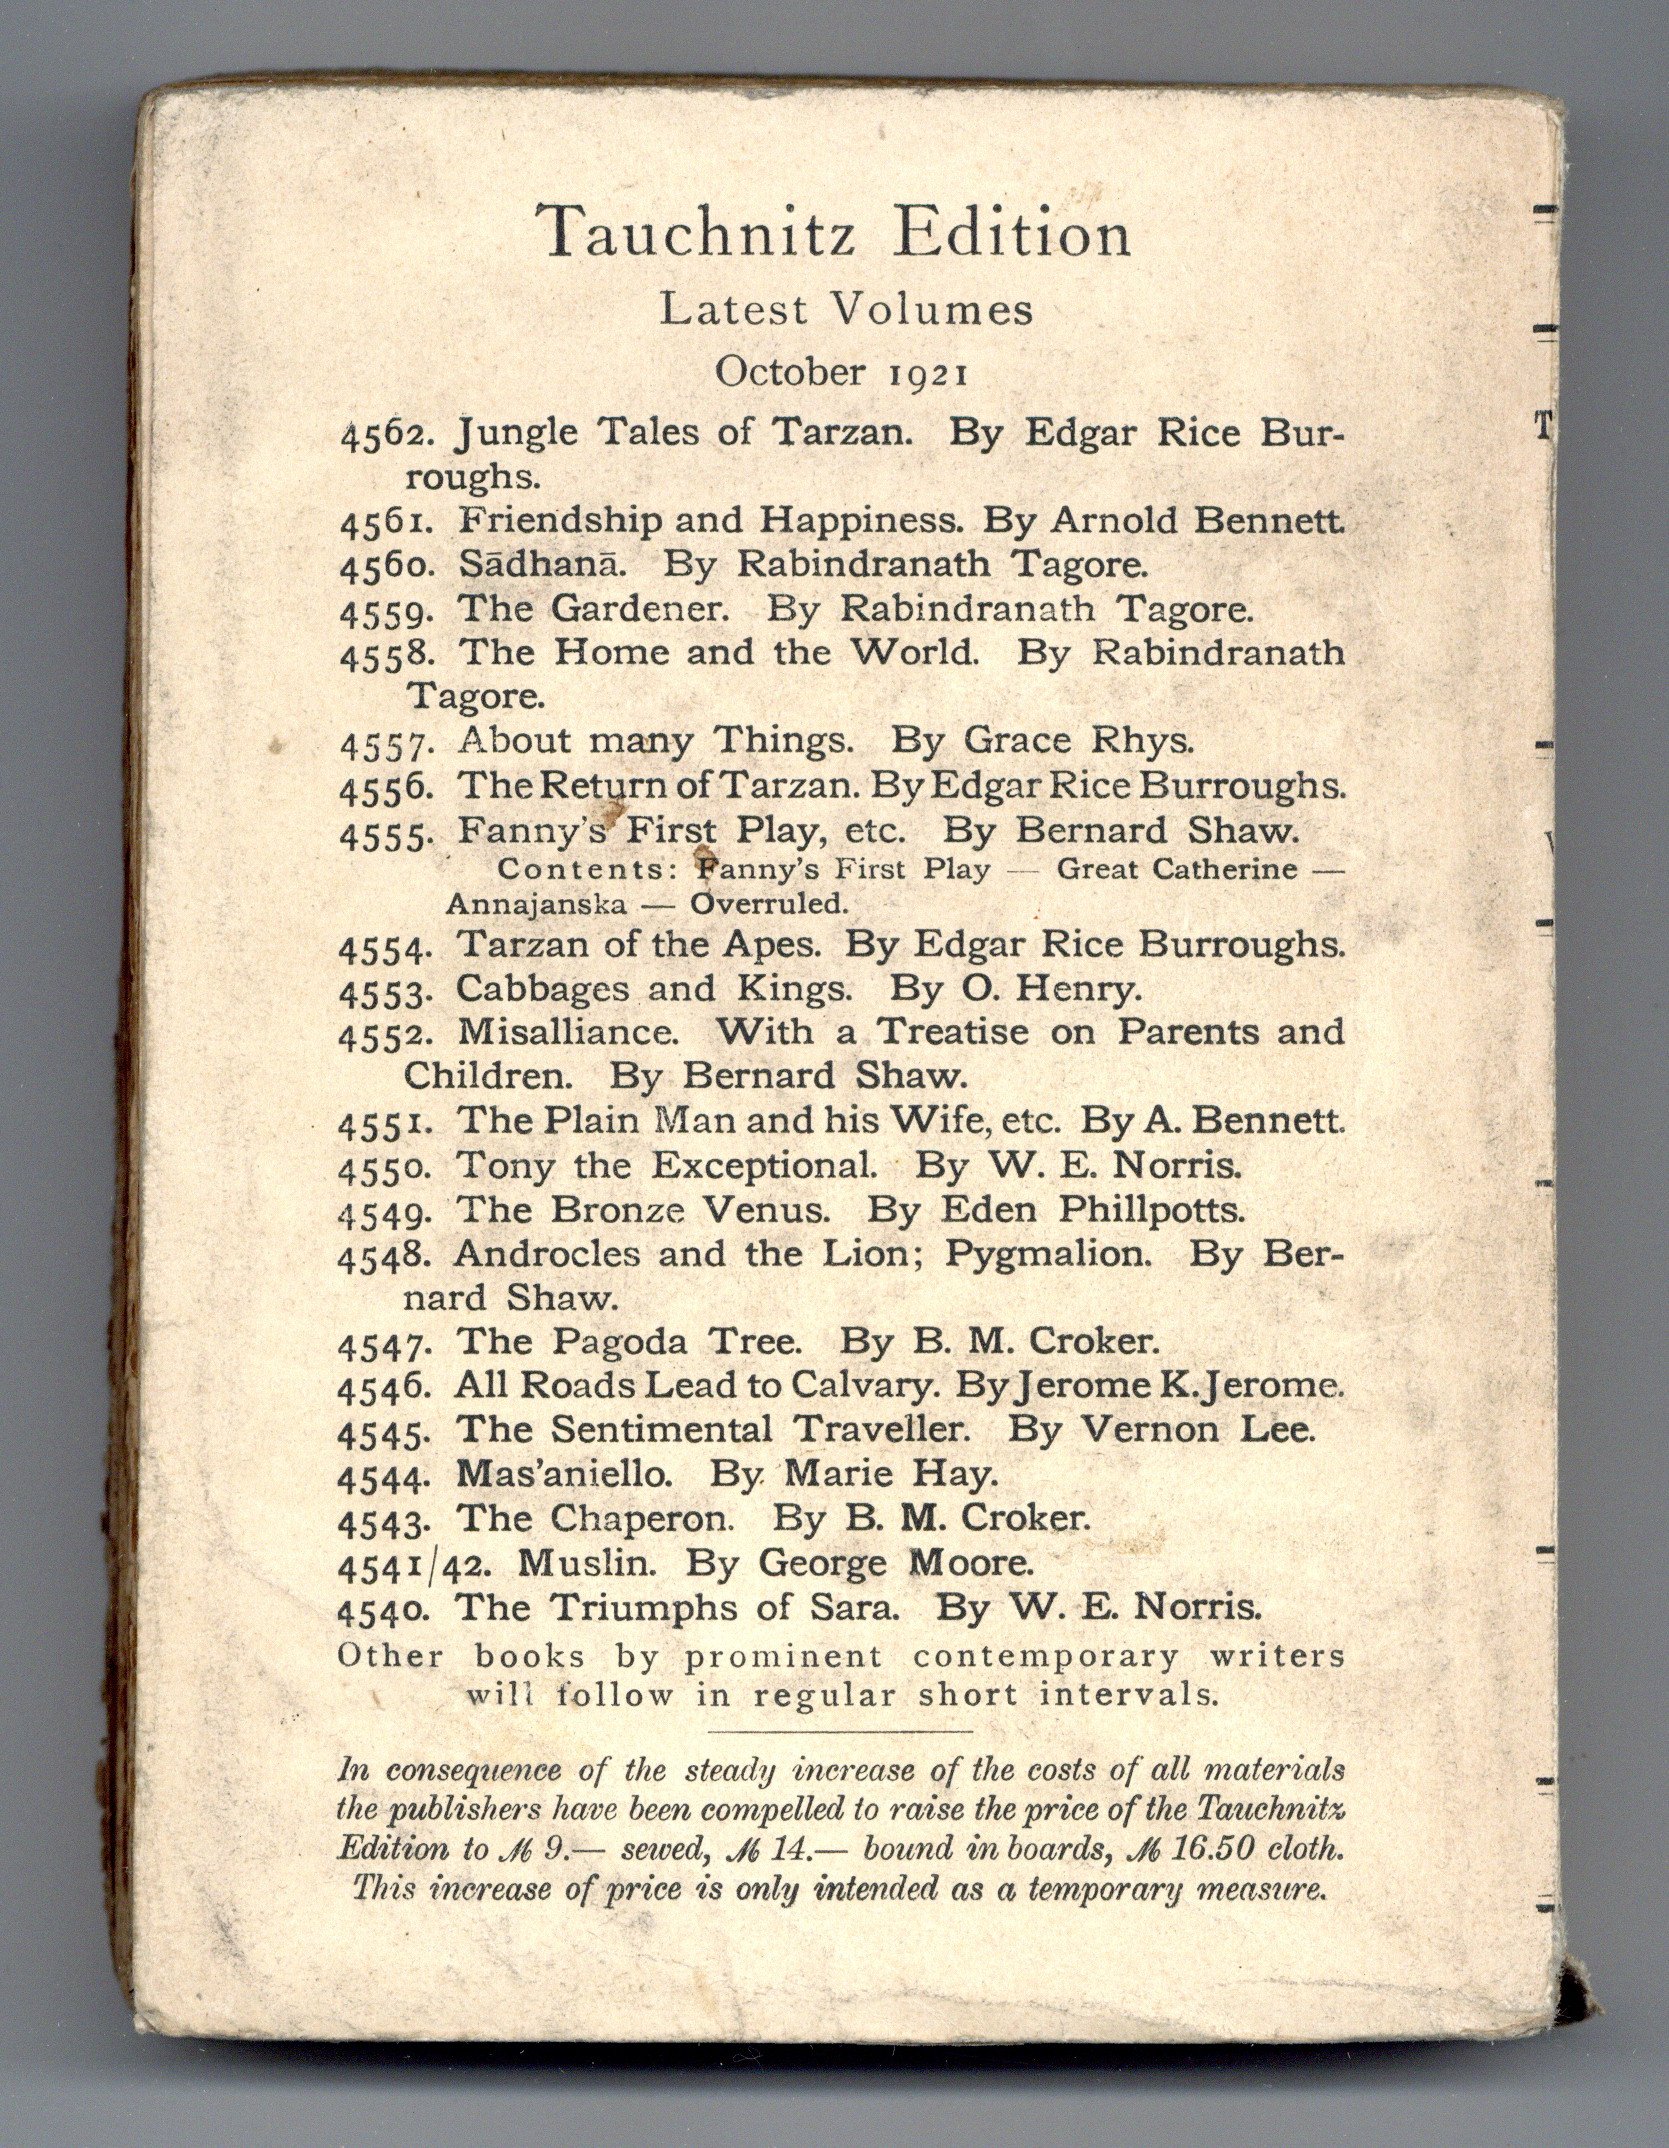 Tauchnitz Edition
Latest Volumes
October 1921
4562. Jungle Tales of Tarzan. By Edgar Rice Bur-
roughs.
4561. Friendship and Happiness. By Arnold Bennett.
4560. Sādhanā. By Rabindranath Tagore.
4559. The Gardener. By Rabindranath Tagore.
4558. The Home and the World. By Rabindranath
Tagore.
4557. About many Things. By Grace Rhys.
4556. The Return of Tarzan. By Edgar Rice Burroughs.
4555. Fanny's First Play, etc. By Bernard Shaw.
Contents: Fanny's First Play — Great Catherine —
Annajanska — Overruled.
4554. Tarzan of the Apes. By Edgar Rice Burroughs.
4553. Cabbages and Kings. By O. Henry.
4552. Misalliance. With a Treatise on Parents and
Children. By Bernard Shaw.
4551. The Plain Man and his Wife, etc. By A. Bennett.
4550. Tony the Exceptional. By W. E. Norris.
4549. The Bronze Venus. By Eden Phillpotts.
4548. Androcles and the Lion; Pygmalion. By Ber-
nard Shaw.
4547. The Pagoda Tree. By B. M. Croker.
4546. All Roads Lead to Calvary. By Jerome K. Jerome.
4545. The Sentimental Traveller. By Vernon Lee.
4544. Mas'aniello. By Marie Hay.
4543. The Chaperon. By B. M. Croker.
4541/42. Muslin. By George Moore.
4540. The Triumphs of Sara. By W. E. Norris.
Other books by prominent contemporary writers
will follow in regular short intervals.
In consequence of the steady increase of the costs of all materials
the publishers have been compelled to raise the price of the Tauchnitz
Edition to ℳ 9.— sewed, ℳ 14.— bound in boards, ℳ 16.50 cloth.
This increase of price is only intended as a temporary measure.
T